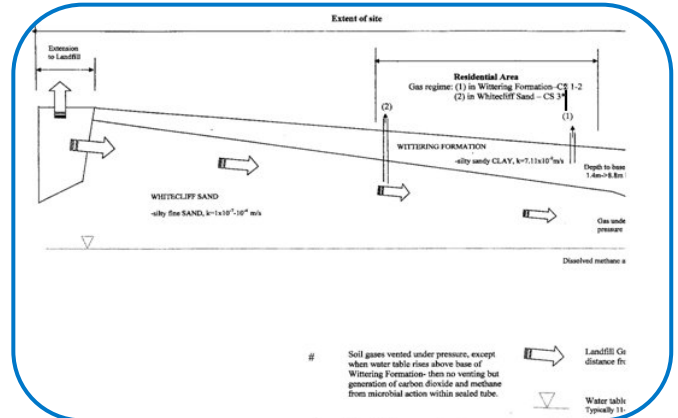 Extent of site
Extension
to Landfill
Residential Area
Gas regime: (1) in Wittering Formation–CS 1-2
(2) in Whitecliff Sand – CS 3
(2)
(1)
WITTERING FORMATION
-silty sandy CLAY, k=7.11x10 m/s
Depth to base
1.4m->8.8m
WHITECLIFF SAND
-silty fine SAND, k=1x10 m/s
Gas unde
pressure
Dissolved methane a
#
Soil gases vented under pressure, except
when water table rises above base of
Wittering Formation- then no venting but
generation of carbon dioxide and methane
from microbial action within sealed tube.
Landfill Ga
distance fr
Water table
Typically 11-